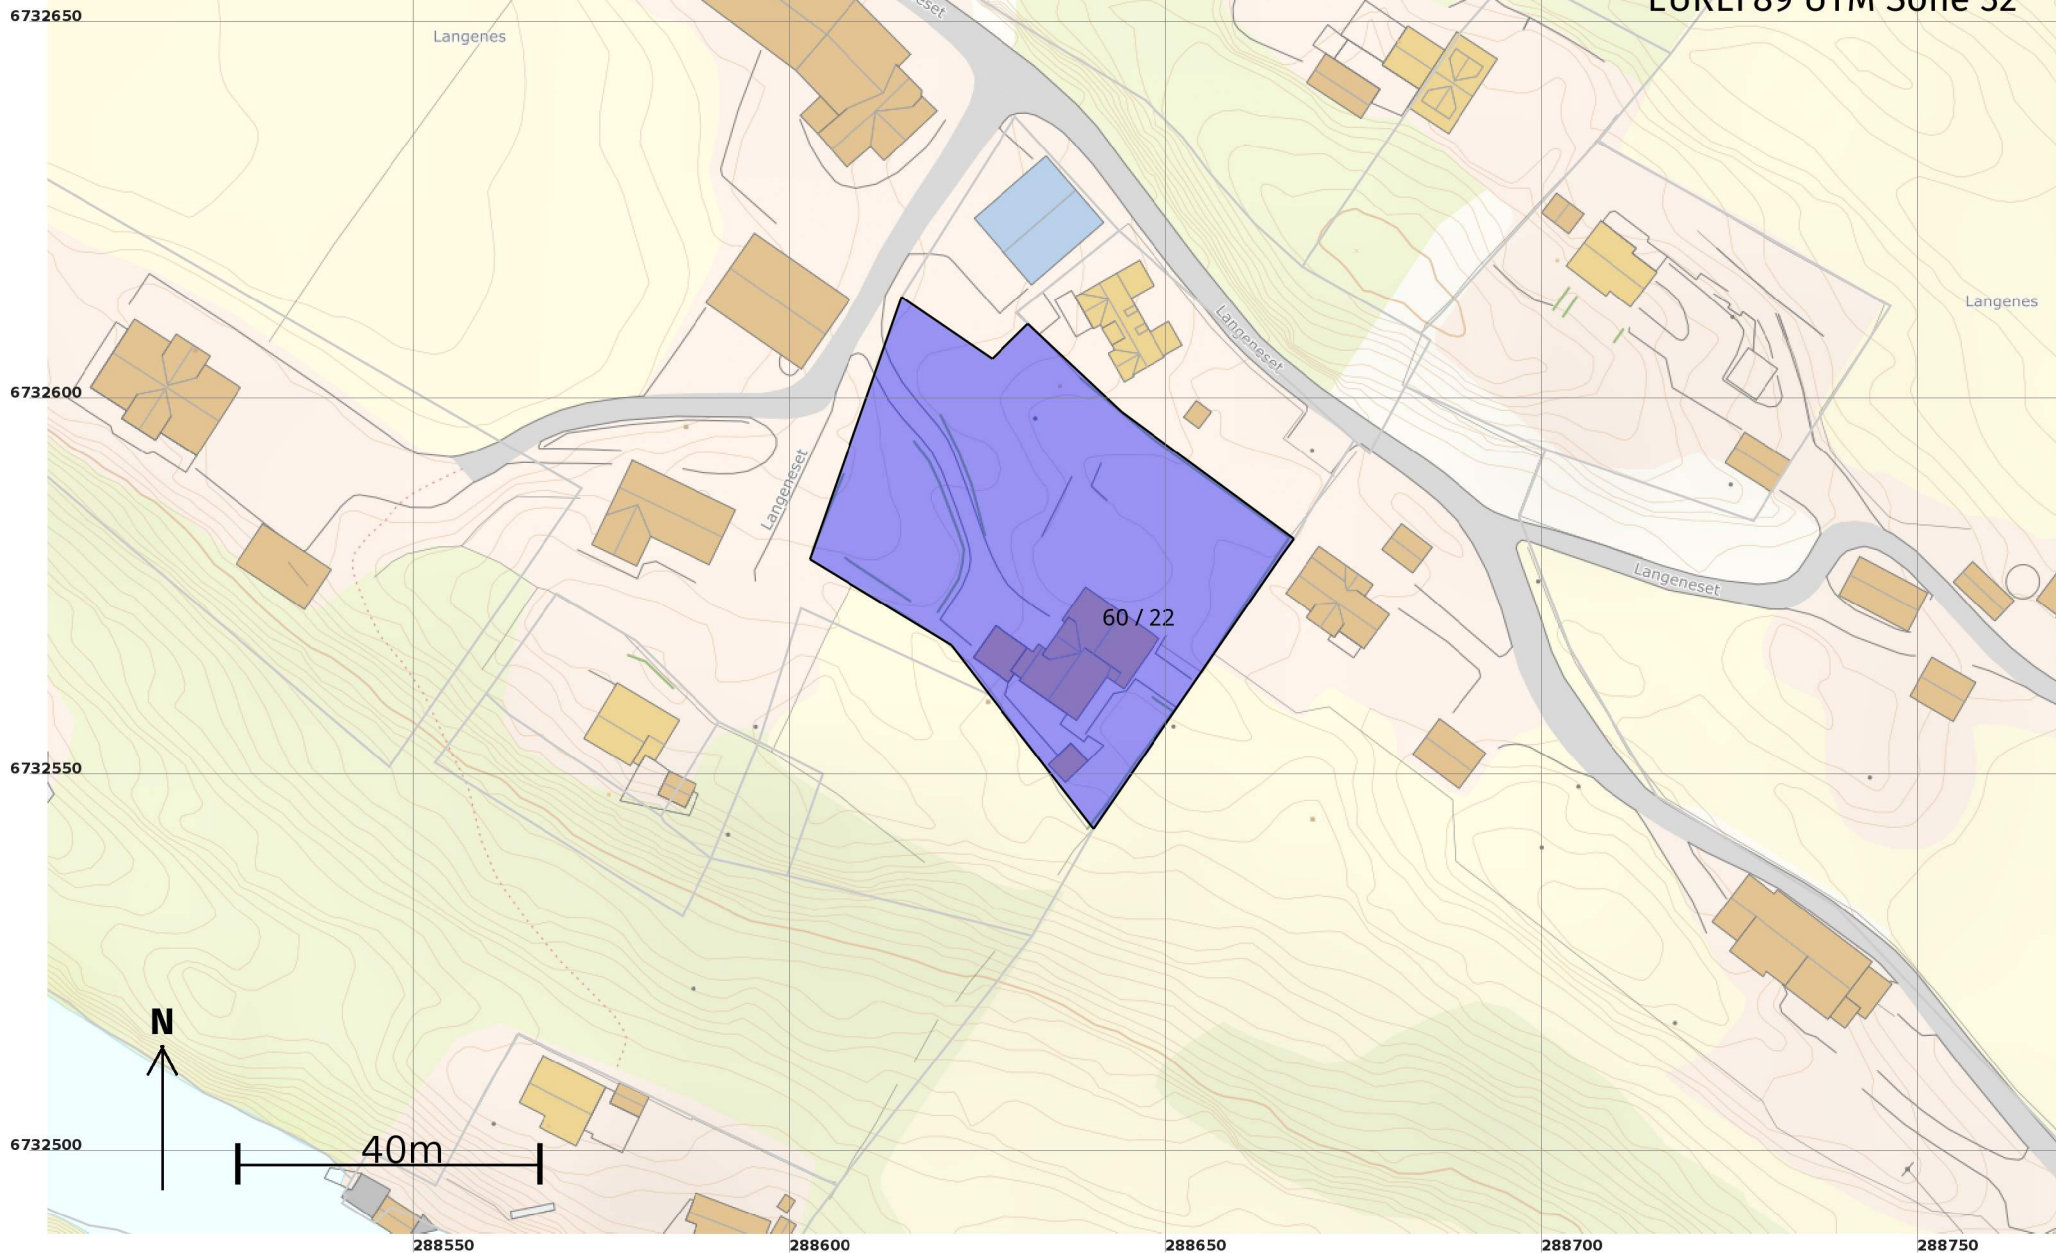 EUREF89 UTM Sone 32
6732650
Langenes
Langenes
Langeneset
6732600
Langeneset
Langeneset
60 / 22
6732550
N
6732500
40m
288550
288600
288650
288700
288750